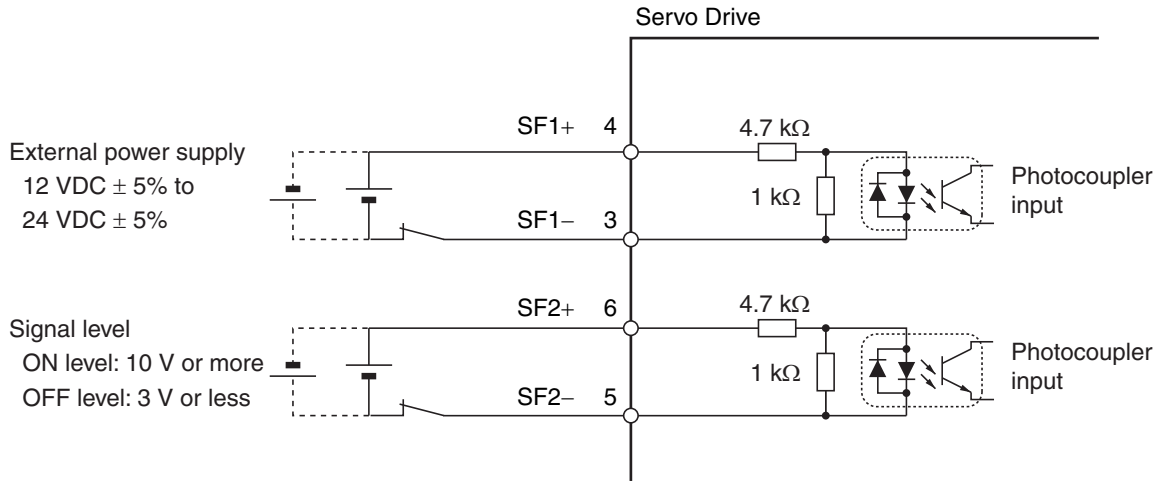 Servo Drive
External power supply
12 VDC ± 5% to
24 VDC ± 5%
SF1+ 4
4.7 kΩ
1 kΩ
Photocoupler
input
SF1− 3
Signal level
ON level: 10 V or more
OFF level: 3 V or less
SF2+ 6
4.7 kΩ
1 kΩ
Photocoupler
input
SF2− 5